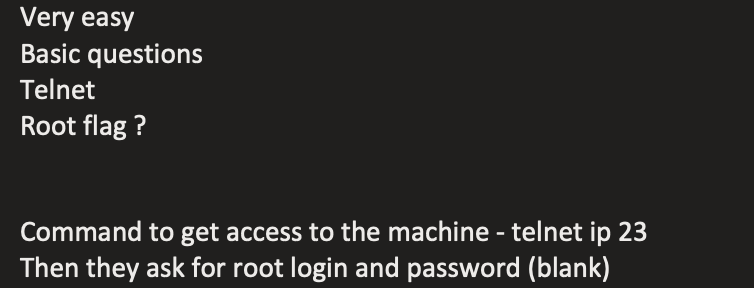 Very easy
Basic questions
Telnet
Root flag ?
Command to get access to the machine - telnet ip 23
Then they ask for root login and password (blank)